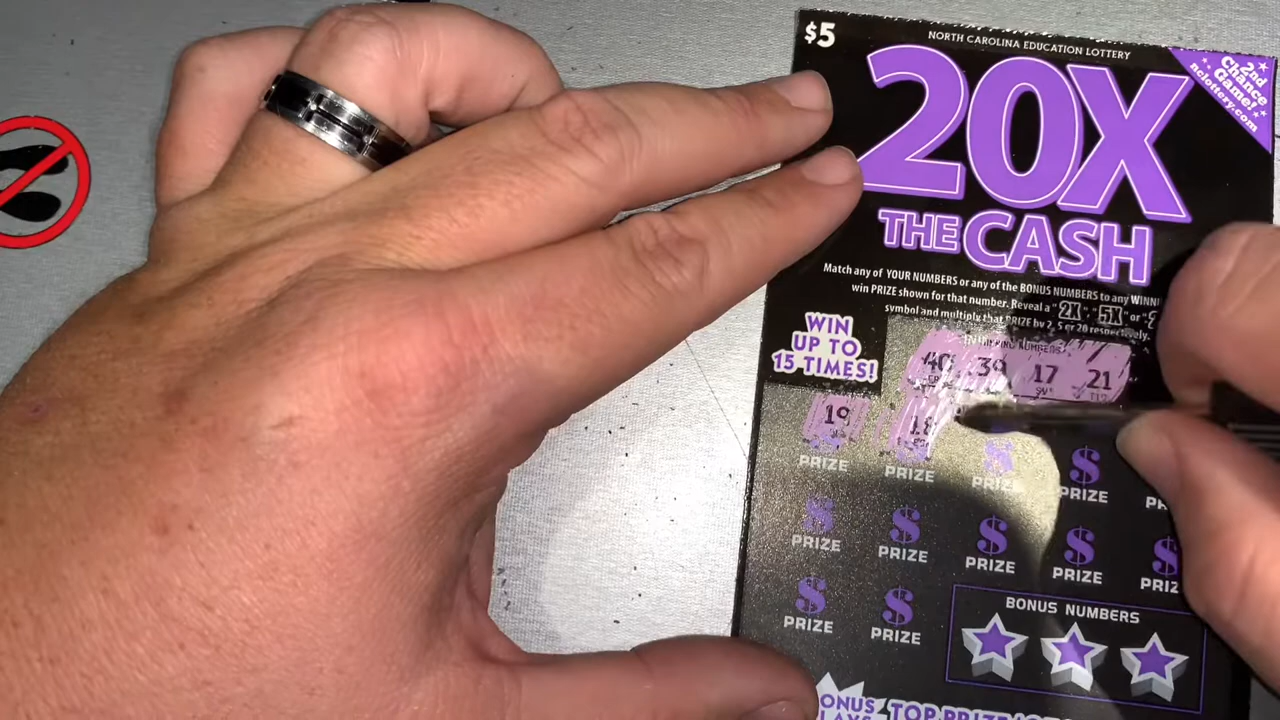 $5
NORTH CAROLINA EDUCATION LOTTERY
2nd
Chance
Game!
nclottery.com
20X
THE CASH
Match any of YOUR NUMBERS or any of the BONUS NUMBERS to any
win PRIZE shown for that number. Reveal a "2X", "5X" or
symbol and multiply that PRIZE by 2, 5 or 20 respectively.
WIN
UP TO
15 TIMES!
WINNING NUMBERS
40 39 17 21
19 18
PRIZE PRIZE PRIZE PRIZE
PRIZE PRIZE PRIZE PRIZE
PRIZE PRIZE
BONUS NUMBERS
TOP PRIZE